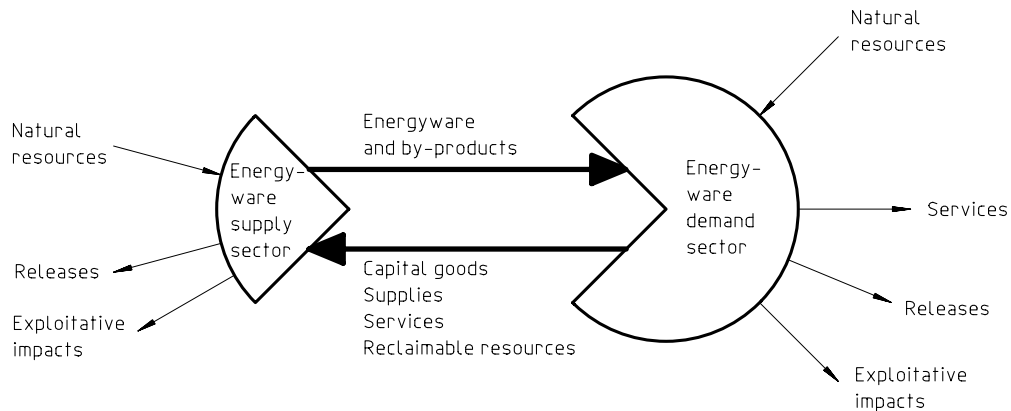 Natural
resources
Energyware
and by-products
Natural
resources
Energy-
ware
supply
sector
Energy-
ware
demand
sector
Services
Releases
Exploitative
impacts
Capital goods
Supplies
Services
Reclaimable resources
Releases
Exploitative
impacts